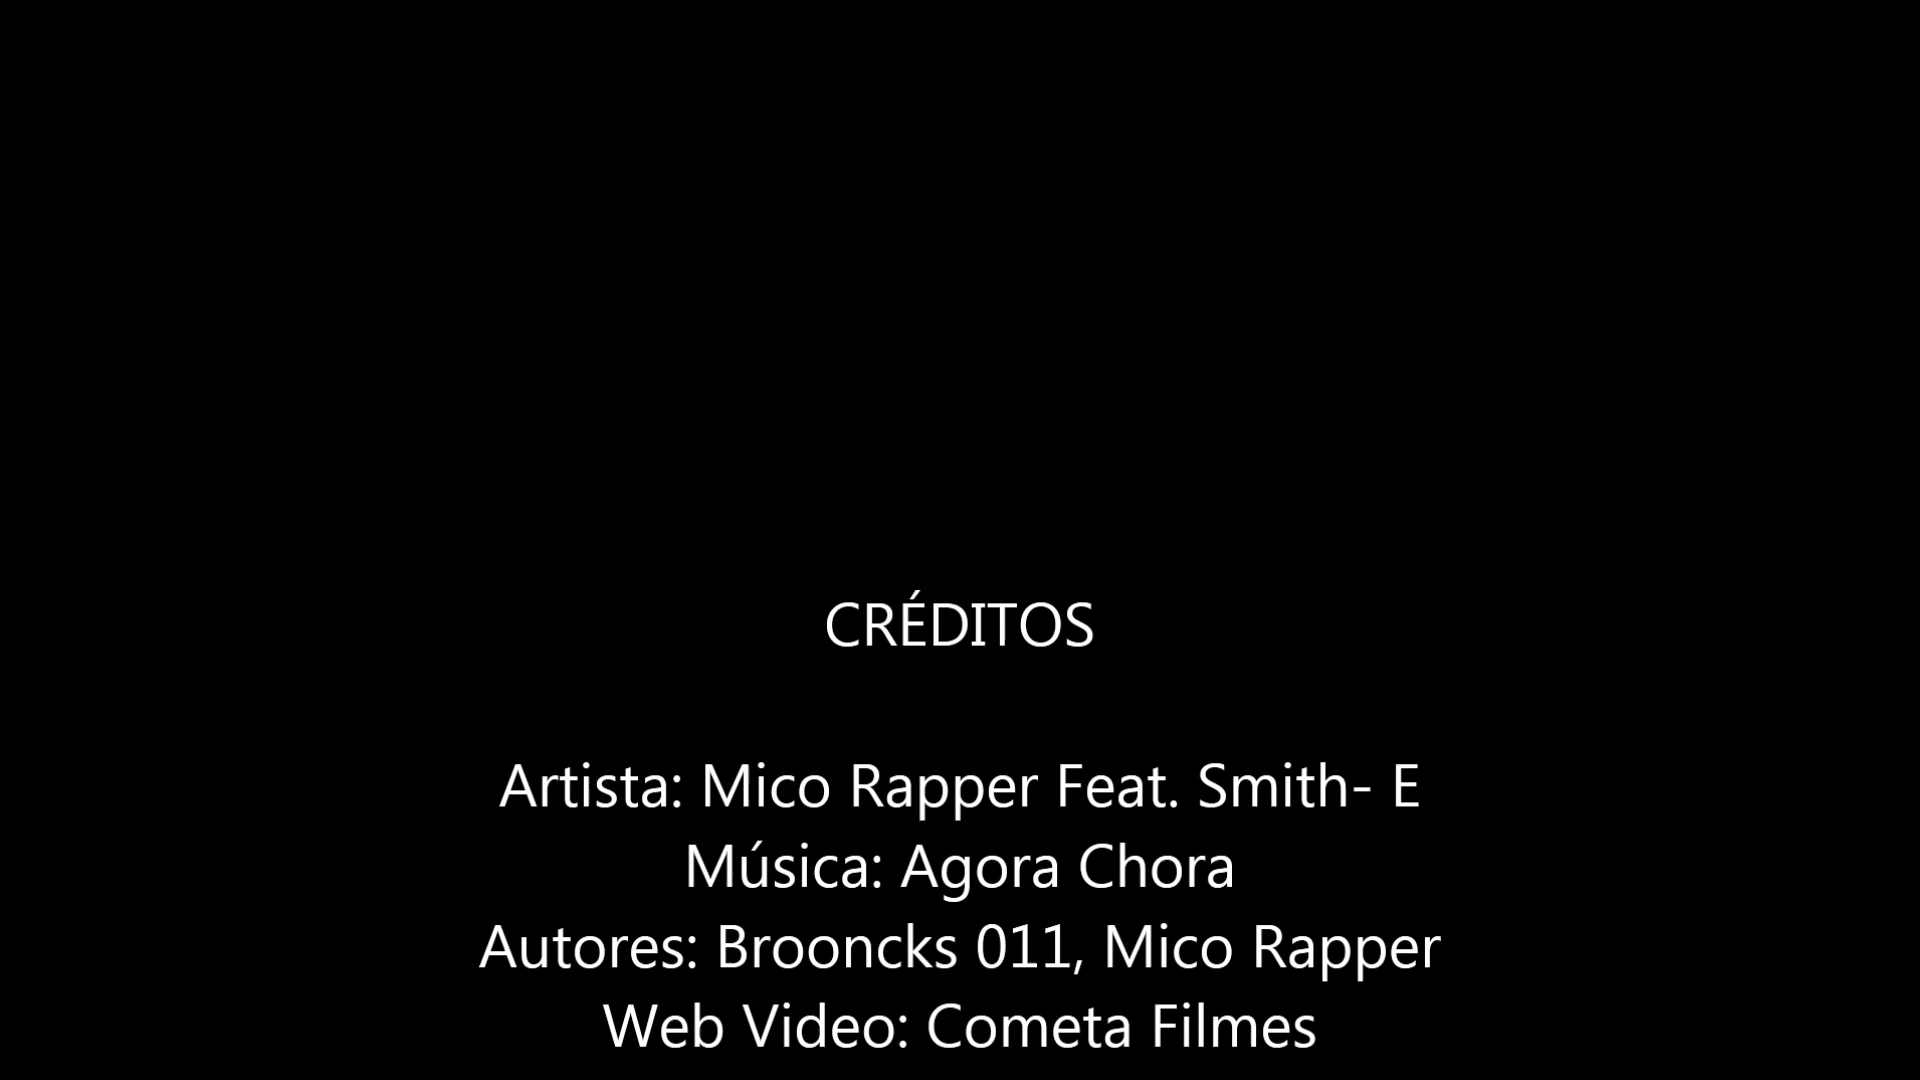 CRÉDITOS
Artista: Mico Rapper Feat. Smith- E
Música: Agora Chora
Autores: Brooncks 011, Mico Rapper
Web Video: Cometa Filmes